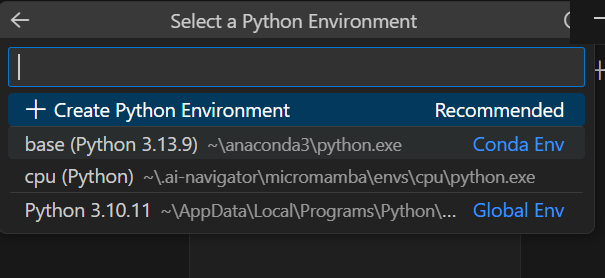 Select a Python Environment
Create Python Environment Recommended
base (Python 3.13.9) ~\anaconda3\python.exe Conda Env
cpu (Python) ~\.ai-navigator\micromamba\envs\cpu\python.exe
Python 3.10.11 ~\AppData\Local\Programs\Python\... Global Env